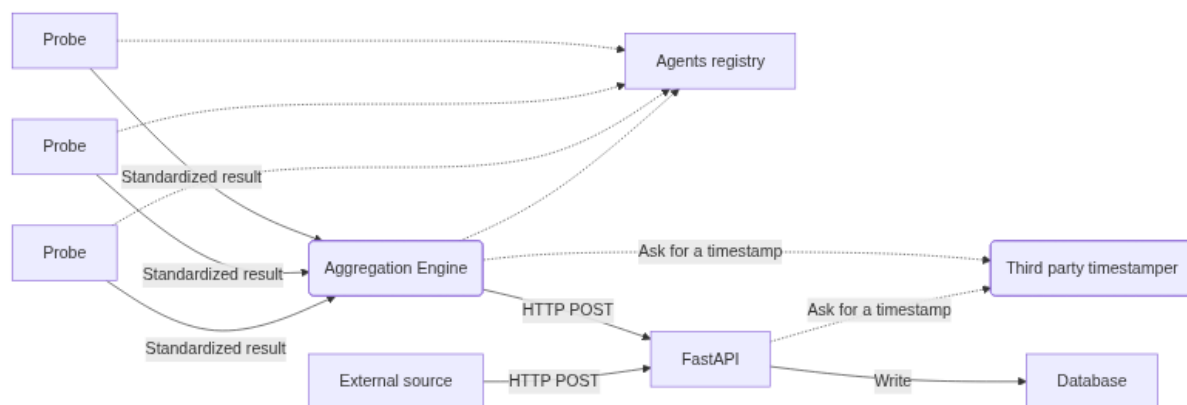 Probe
Agents registry
Probe
Standardized result
Probe
Ask for a timestamp
Aggregation Engine
Third party timestamper
Standardized result
HTTP POST
Ask for a timestamp
Standardized result
FastAPI
External source
HTTP POST
Write
Database